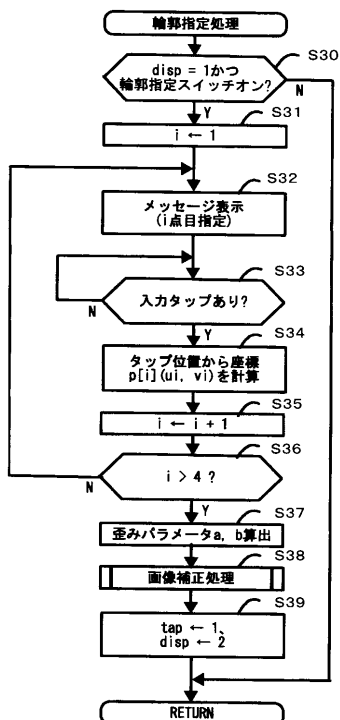 輪郭指定処理
S30
disp = 1かつ
輪郭指定スイッチオン?
N
Y
S31
i ← 1
S32
メッセージ表示
(i点目指定)
S33
入力タップあり?
N
Y
S34
タップ位置から座標
p[i](ui, vi)を計算
S35
i ← i + 1
S36
i > 4 ?
N
Y
S37
歪みパラメータa, b算出
S38
画像補正処理
S39
tap ← 1、
disp ← 2
RETURN